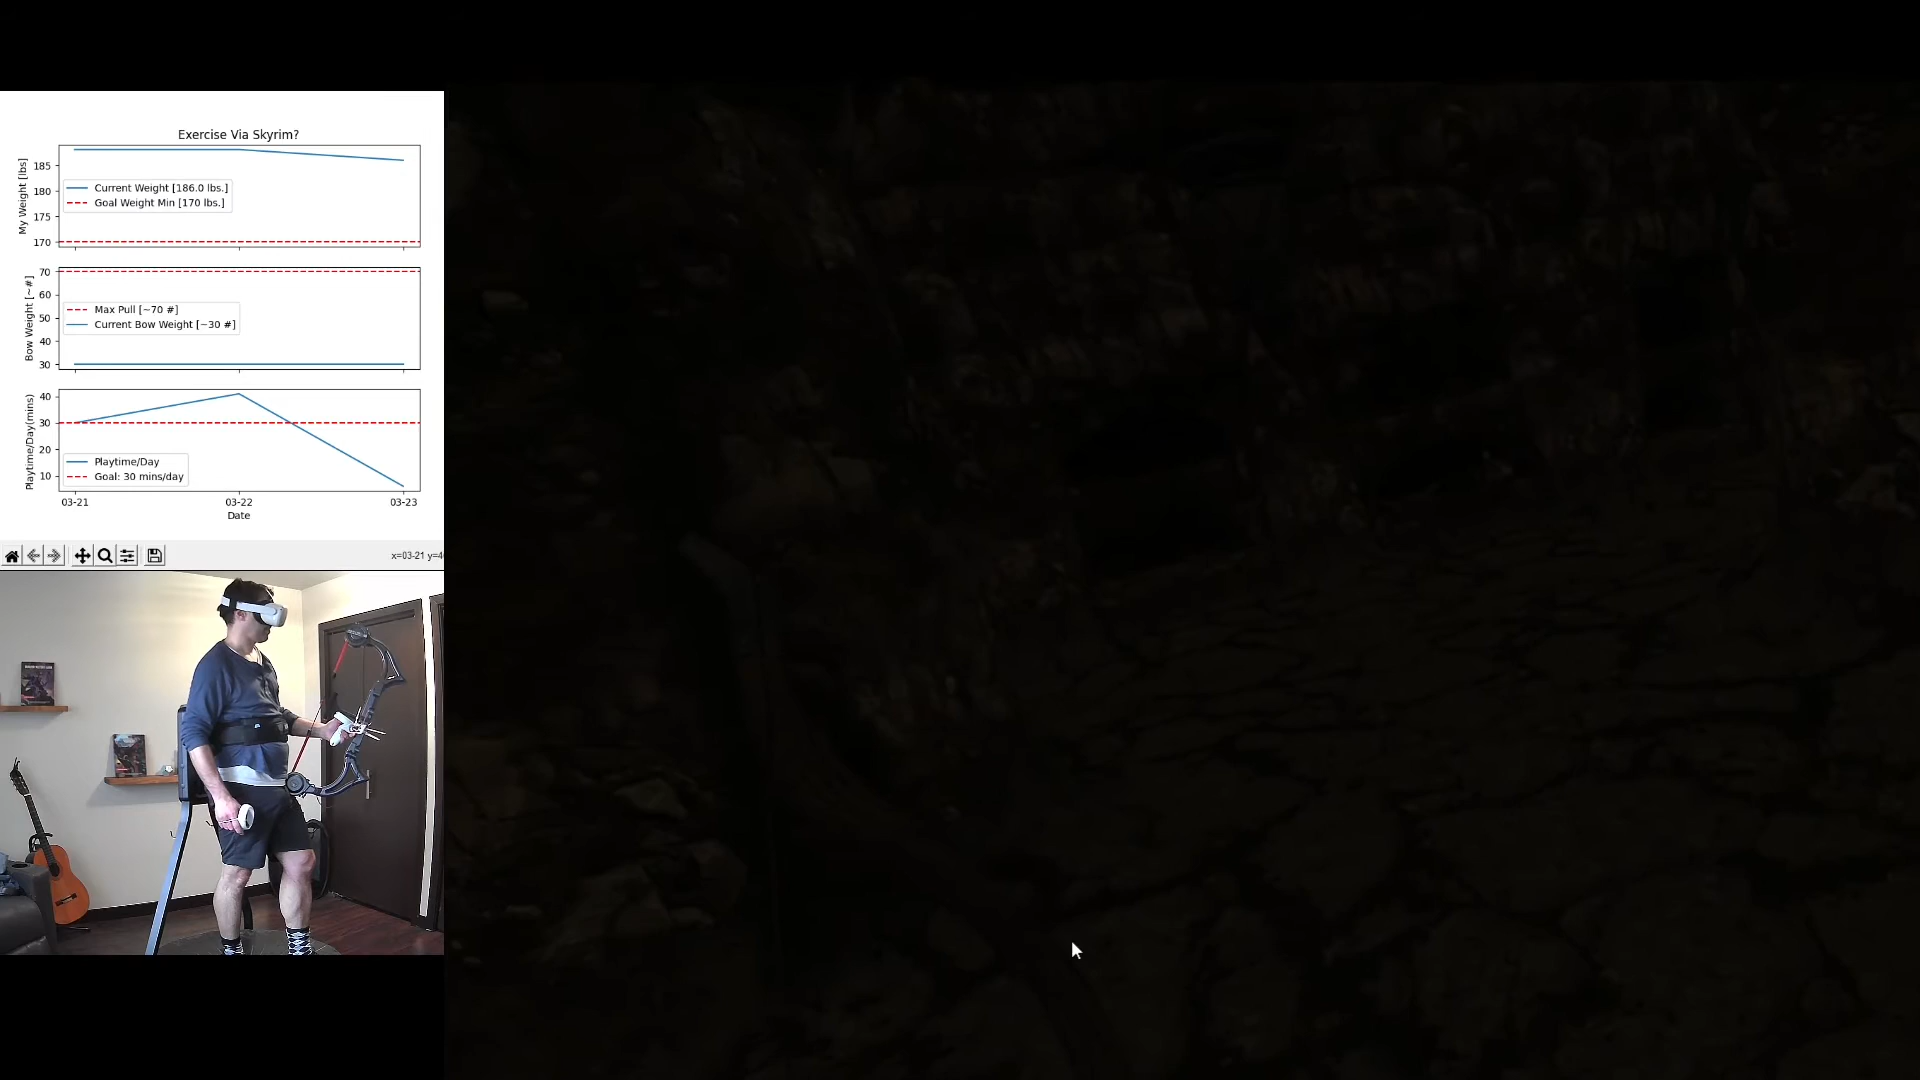 Exercise Via Skyrim?
My Weight [lbs]
185
180
175
170
Current Weight [186.0 lbs.]
Goal Weight Min [170 lbs.]
Bow Weight [~#]
70
60
50
40
30
Max Pull [~70 #]
Current Bow Weight [~30 #]
Playtime/Day(mins)
40
30
20
10
Playtime/Day
Goal: 30 mins/day
03-21 03-22 03-23
Date
x=03-21 y=4